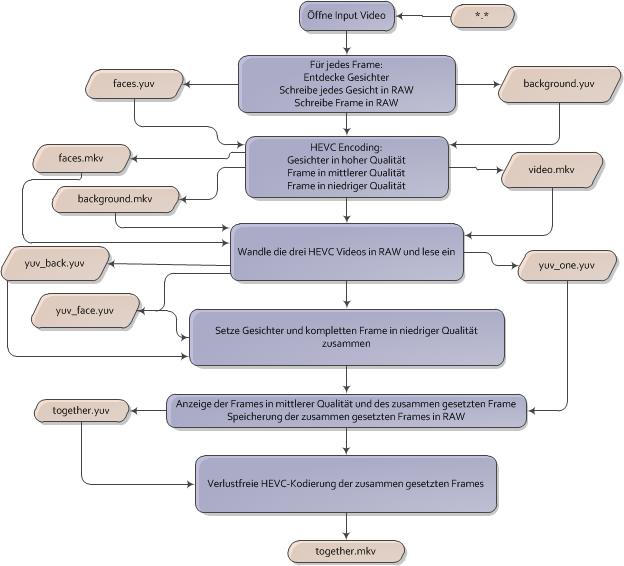 Öffne Input Video
*.*
Für jedes Frame:
Entdecke Gesichter
Schreibe jedes Gesicht in RAW
Schreibe Frame in RAW
faces.yuv
background.yuv
HEVC Encoding:
Gesichter in hoher Qualität
Frame in mittlerer Qualität
Frame in niedriger Qualität
faces.mkv
video.mkv
background.mkv
Wandle die drei HEVC Videos in RAW und lese ein
yuv_back.yuv
yuv_one.yuv
yuv_face.yuv
Setze Gesichter und kompletten Frame in niedriger Qualität
zusammen
Anzeige der Frames in mittlerer Qualität und des zusammen gesetzten Frame
Speicherung der zusammen gesetzten Frames in RAW
together.yuv
Verlustfreie HEVC-Kodierung der zusammen gesetzten Frames
together.mkv